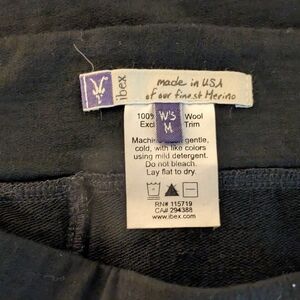 ibex
made in USA
of our finest Merino
W'S
M
100% Wool
Excl Trim
Machine gentle,
cold, with like colors
using mild detergent.
Do not bleach.
Lay flat to dry.
RN# 115719
CA# 294388
www.ibex.com